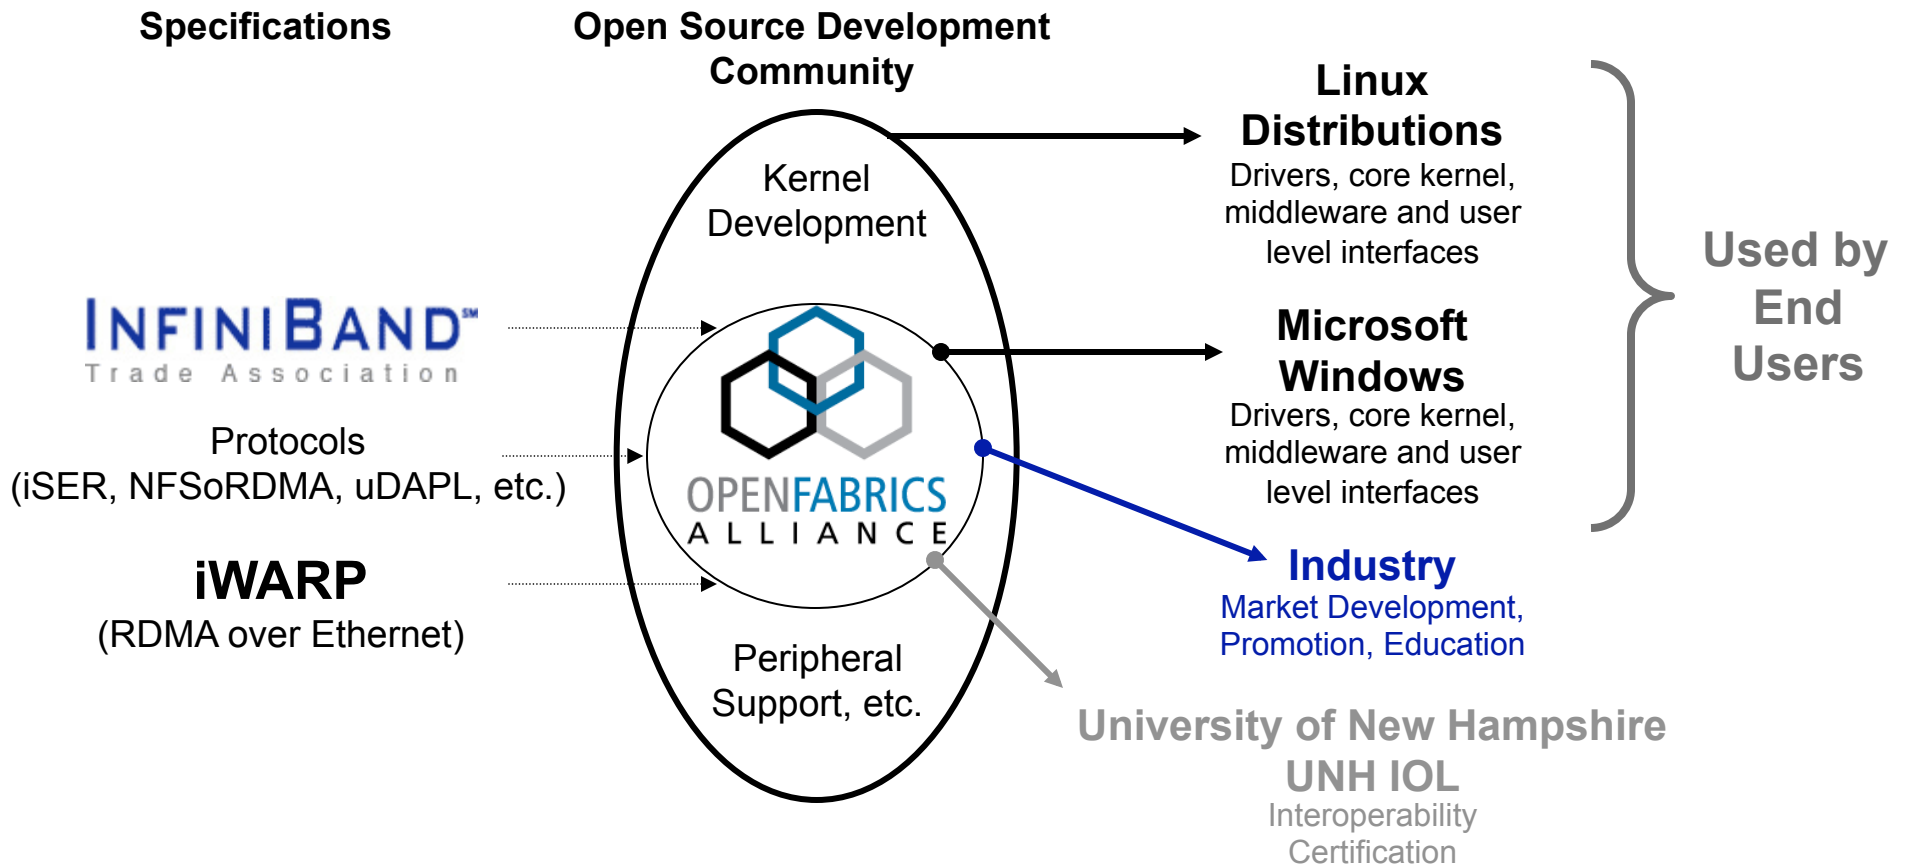 Specifications
Open Source Development
Community
Kernel
Development
INFINIBAND℠
Trade Association
Protocols
(iSER, NFSoRDMA, uDAPL, etc.)
iWARP
(RDMA over Ethernet)
OPENFABRICS
ALLIANCE
Peripheral
Support, etc.
Linux
Distributions
Drivers, core kernel,
middleware and user
level interfaces
Microsoft
Windows
Drivers, core kernel,
middleware and user
level interfaces
Used by
End
Users
Industry
Market Development,
Promotion, Education
University of New Hampshire
UNH IOL
Interoperability
Certification